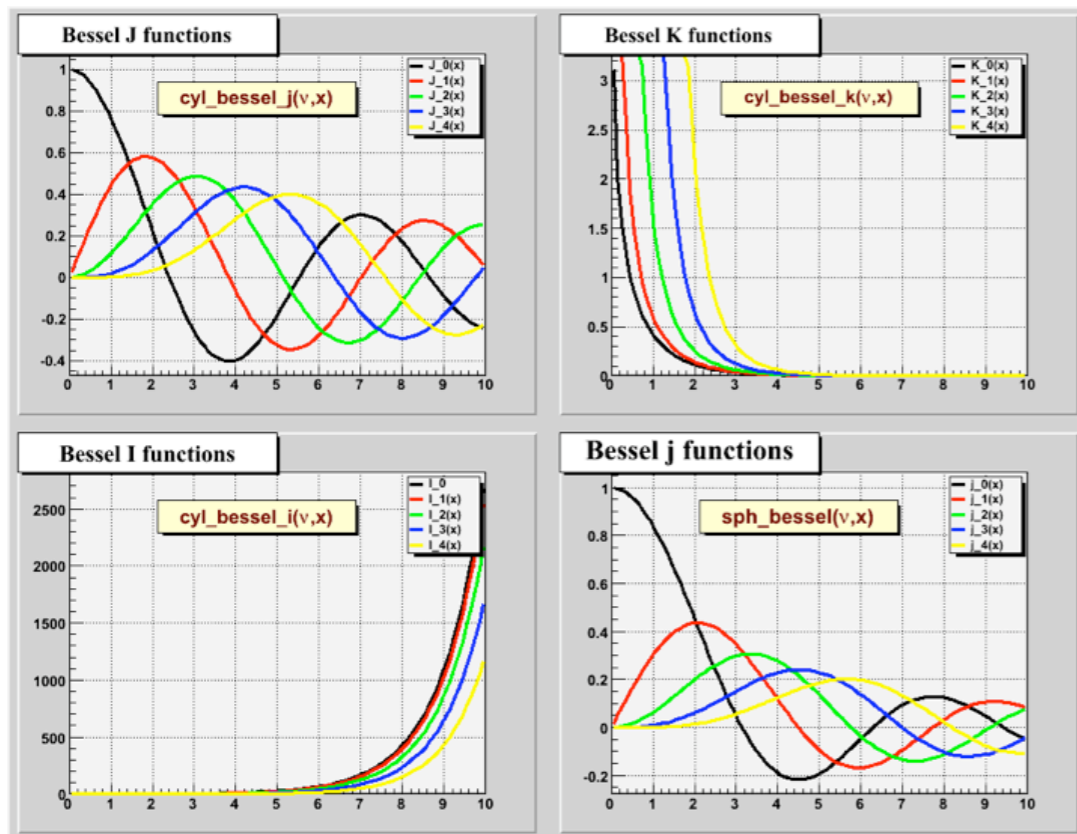 Bessel J functions
cyl_bessel_j(ν,x)
J_0(x)
J_1(x)
J_2(x)
J_3(x)
J_4(x)
1
0.8
0.6
0.4
0.2
0
-0.2
-0.4
0 1 2 3 4 5 6 7 8 9 10
Bessel K functions
cyl_bessel_k(ν,x)
K_0(x)
K_1(x)
K_2(x)
K_3(x)
K_4(x)
3
2.5
2
1.5
1
0.5
0
0 1 2 3 4 5 6 7 8 9 10
Bessel I functions
cyl_bessel_i(ν,x)
I_0
I_1(x)
I_2(x)
I_3(x)
I_4(x)
2500
2000
1500
1000
500
0
0 1 2 3 4 5 6 7 8 9 10
Bessel j functions
sph_bessel(ν,x)
j_0(x)
j_1(x)
j_2(x)
j_3(x)
j_4(x)
1
0.8
0.6
0.4
0.2
0
-0.2
0 1 2 3 4 5 6 7 8 9 10